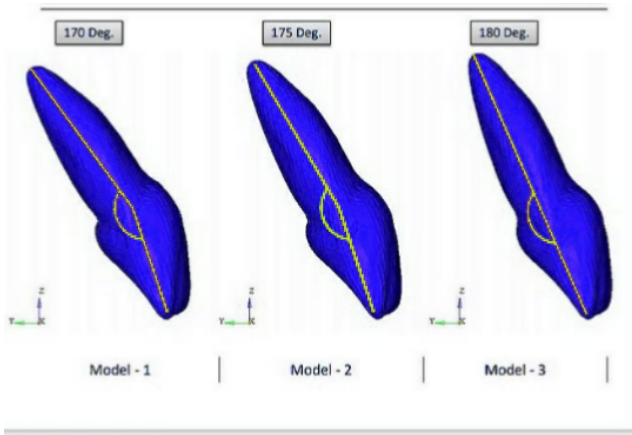 170 Deg. 175 Deg. 180 Deg.
Z Z Z
Y X Y X Y X
Model - 1 Model - 2 Model - 3